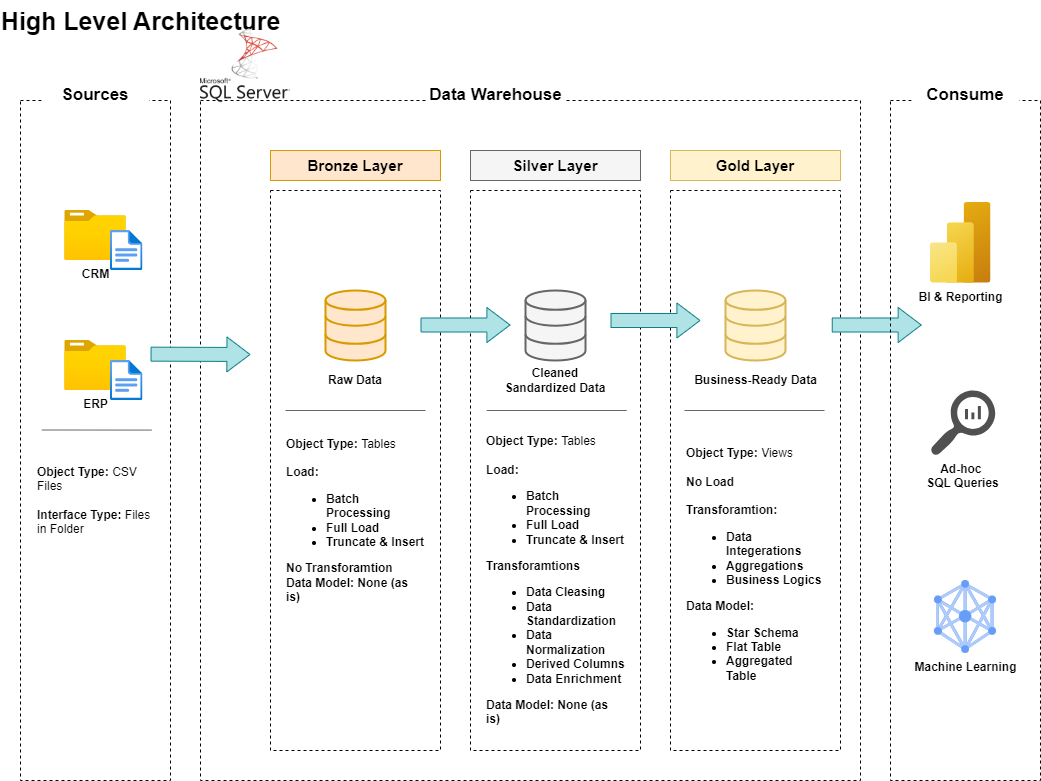 High Level Architecture
Microsoft®
SQL Server
Sources
Data Warehouse
Consume
Bronze Layer
Silver Layer
Gold Layer
CRM
ERP
Object Type: CSV
Files
Interface Type: Files
in Folder
Raw Data
Object Type: Tables
Load:
Batch
Processing
Full Load
Truncate & Insert
No Transforamtion
Data Model: None (as
is)
Cleaned
Sandardized Data
Object Type: Tables
Load:
Batch
Processing
Full Load
Truncate & Insert
Transforamtions
Data Cleasing
Data
Standardization
Data
Normalization
Derived Columns
Data Enrichment
Data Model: None (as
is)
Business-Ready Data
Object Type: Views
No Load
Transforamtion:
Data
Integerations
Aggregations
Business Logics
Data Model:
Star Schema
Flat Table
Aggregated
Table
BI & Reporting
Ad-hoc
SQL Queries
Machine Learning